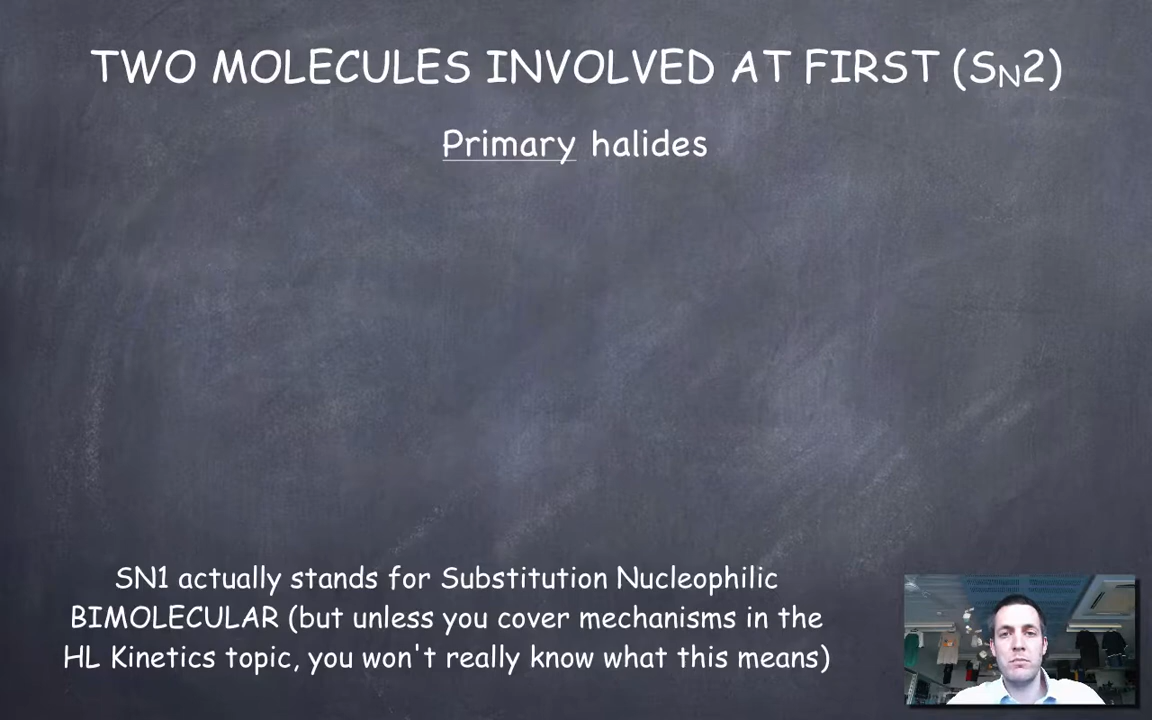 TWO MOLECULES INVOLVED AT FIRST (SN2)
Primary halides
SN1 actually stands for Substitution Nucleophilic
BIMOLECULAR (but unless you cover mechanisms in the
HL Kinetics topic, you won't really know what this means)